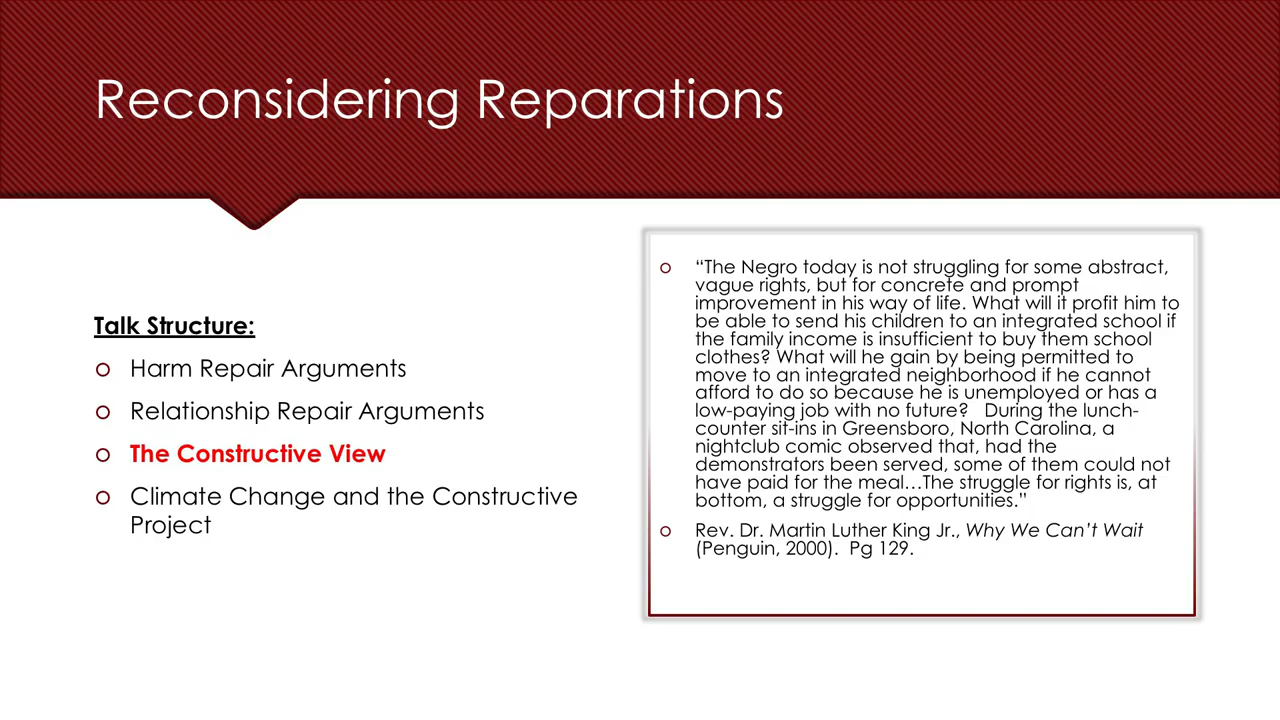 Reconsidering Reparations
Talk Structure:
Harm Repair Arguments
Relationship Repair Arguments
The Constructive View
Climate Change and the Constructive
Project
“The Negro today is not struggling for some abstract,
vague rights, but for concrete and prompt
improvement in his way of life. What will it profit him to
be able to send his children to an integrated school if
the family income is insufficient to buy them school
clothes? What will he gain by being permitted to
move to an integrated neighborhood if he cannot
afford to do so because he is unemployed or has a
low-paying job with no future?   During the lunch-
counter sit-ins in Greensboro, North Carolina, a
nightclub comic observed that, had the
demonstrators been served, some of them could not
have paid for the meal…The struggle for rights is, at
bottom, a struggle for opportunities.”
Rev. Dr. Martin Luther King Jr., Why We Can’t Wait
(Penguin, 2000).  Pg 129.